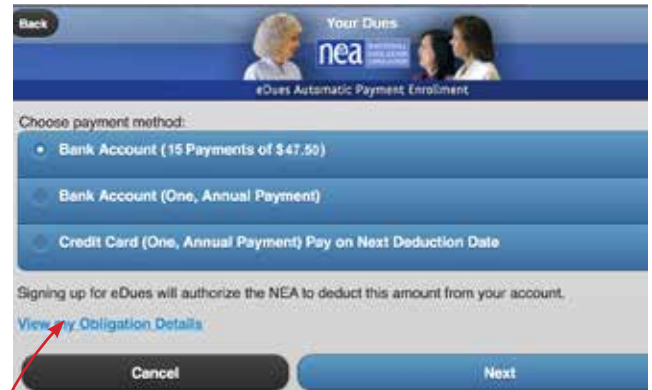 Back
Your Dues
nea
eDues Automatic Payment Enrollment
Choose payment method:
Bank Account (15 Payments of $47.50)
Bank Account (One, Annual Payment)
Credit Card (One, Annual Payment) Pay on Next Deduction Date
Signing up for eDues will authorize the NEA to deduct this amount from your account.
View my Obligation Details
Cancel
Next